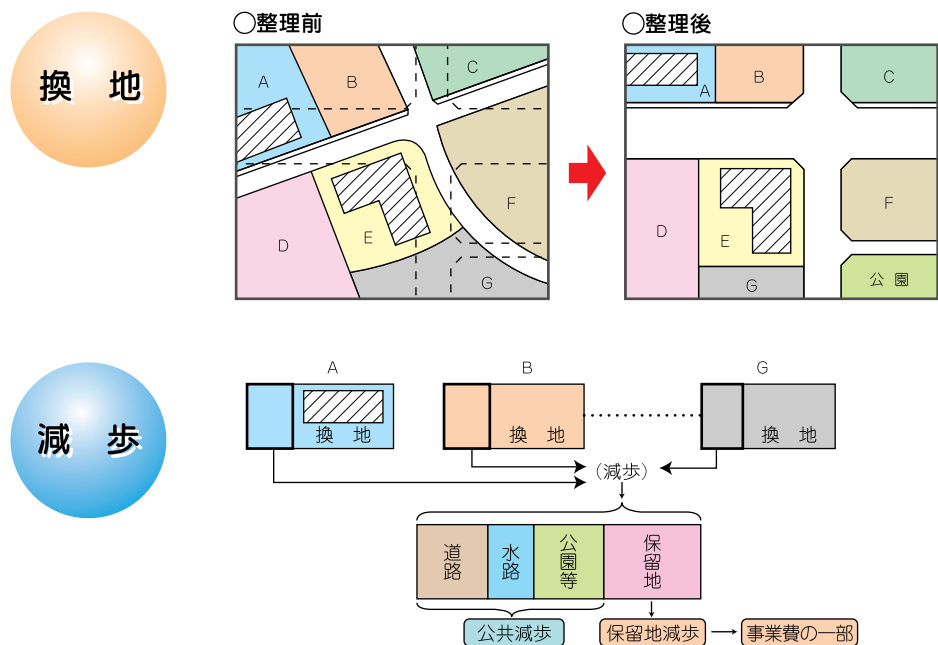 換 地
○整理前
A
B
C
D
E
F
G
○整理後
A
B
C
D
E
F
G
公 園
減 歩
A
B
G
換 地
換 地
換 地
(減歩)
道路
水路
公園等
保留地
公共減歩
保留地減歩
事業費の一部